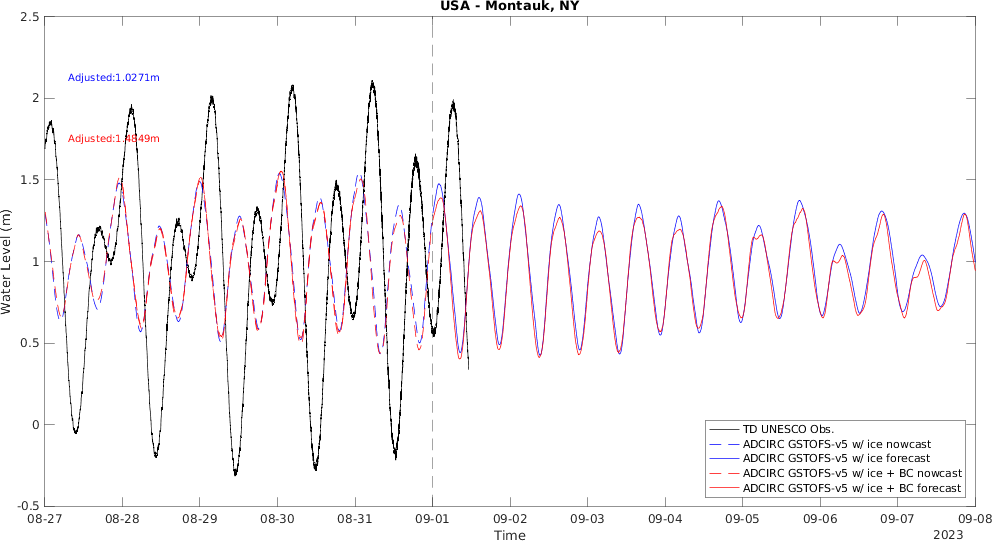 USA - Montauk, NY
Water Level (m)
2.5
2
1.5
1
0.5
0
-0.5
Adjusted:1.0271m
Adjusted:1.4849m
TD UNESCO Obs.
ADCIRC GSTOFS-v5 w/ ice nowcast
ADCIRC GSTOFS-v5 w/ ice forecast
ADCIRC GSTOFS-v5 w/ ice + BC nowcast
ADCIRC GSTOFS-v5 w/ ice + BC forecast
08-27 08-28 08-29 08-30 08-31 09-01 09-02 09-03 09-04 09-05 09-06 09-07 09-08
Time
2023